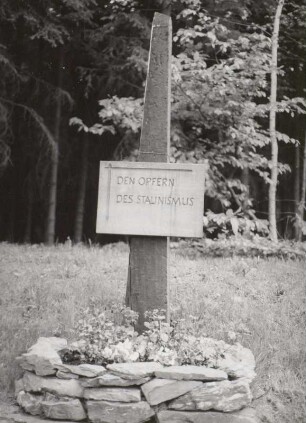 DEN OPFERN
DES STALINISMUS